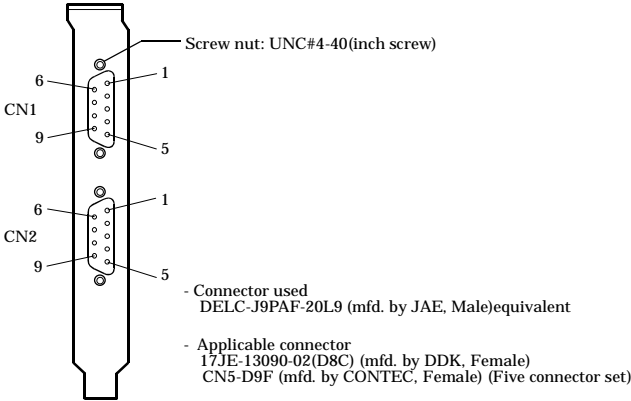 Screw nut: UNC#4-40(inch screw)
6
1
CN1
9
5
6
1
CN2
9
5
- Connector used
DELC-J9PAF-20L9 (mfd. by JAE, Male)equivalent
- Applicable connector
17JE-13090-02(D8C) (mfd. by DDK, Female)
CN5-D9F (mfd. by CONTEC, Female) (Five connector set)